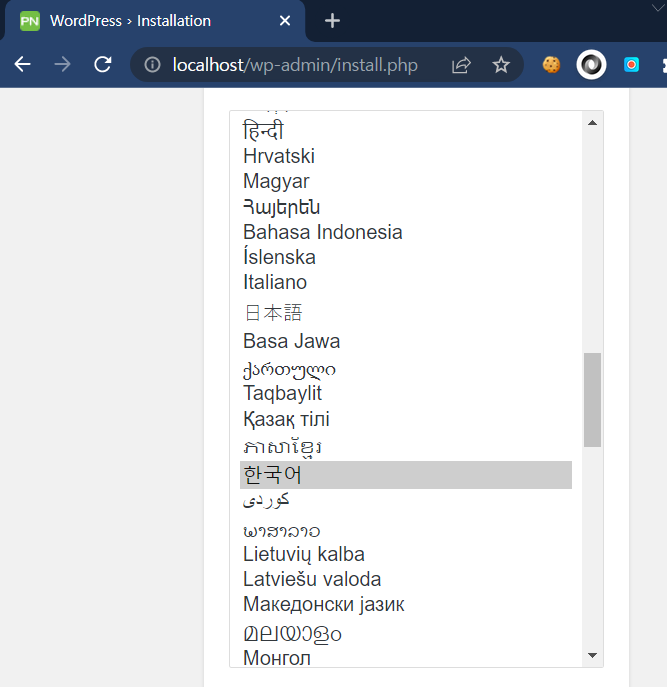 PN WordPress › Installation
localhost/wp-admin/install.php
हिन्दी
Hrvatski
Magyar
Հայերեն
Bahasa Indonesia
Íslenska
Italiano
日本語
Basa Jawa
ქართული
Taqbaylit
Қазақ тілі
ភាសាខ្មែរ
한국어
كوردی
ພາສາລາວ
Lietuvių kalba
Latviešu valoda
Македонски јазик
മലയാളം
Монгол